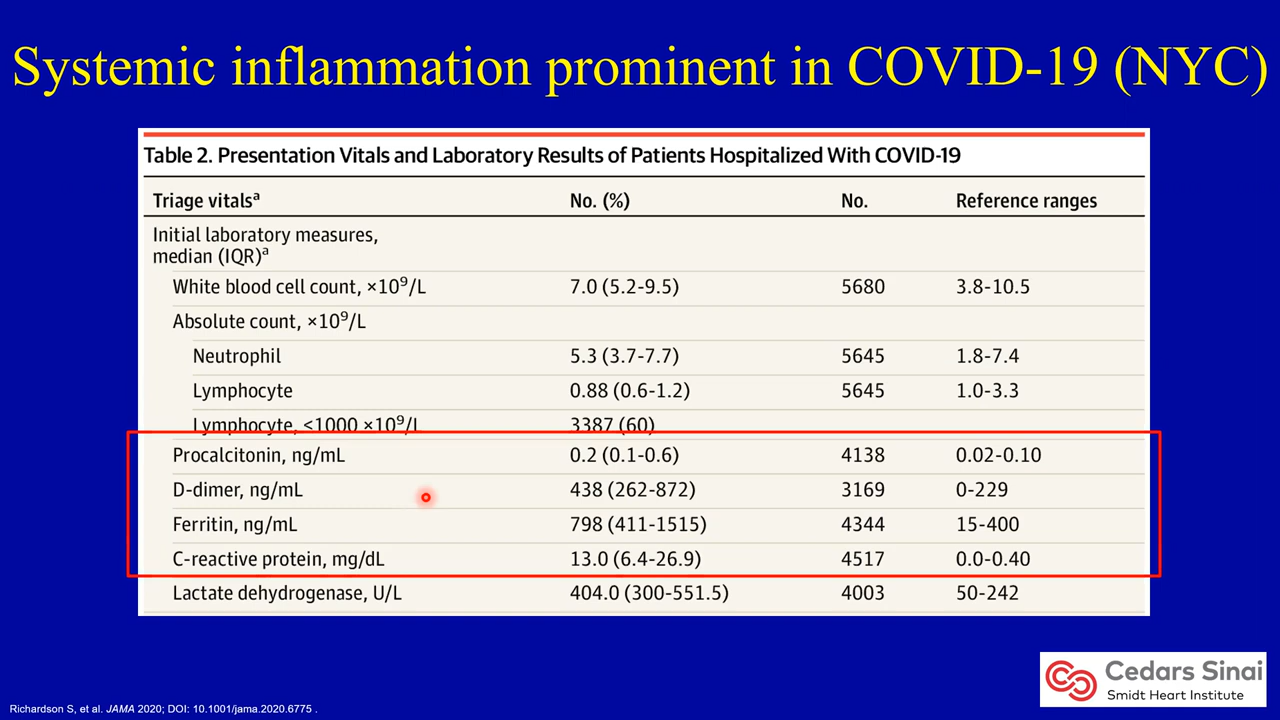 Systemic inflammation prominent in COVID-19 (NYC)
Table 2. Presentation Vitals and Laboratory Results of Patients Hospitalized With COVID-19
Triage vitalsᵃ No. (%) No. Reference ranges
Initial laboratory measures,
median (IQR)ᵃ
White blood cell count, ×10⁹/L 7.0 (5.2-9.5) 5680 3.8-10.5
Absolute count, ×10⁹/L
Neutrophil 5.3 (3.7-7.7) 5645 1.8-7.4
Lymphocyte 0.88 (0.6-1.2) 5645 1.0-3.3
Lymphocyte, <1000 ×10⁹/L 3387 (60)
Procalcitonin, ng/mL 0.2 (0.1-0.6) 4138 0.02-0.10
D-dimer, ng/mL 438 (262-872) 3169 0-229
Ferritin, ng/mL 798 (411-1515) 4344 15-400
C-reactive protein, mg/dL 13.0 (6.4-26.9) 4517 0.0-0.40
Lactate dehydrogenase, U/L 404.0 (300-551.5) 4003 50-242
Cedars Sinai
Smidt Heart Institute
Richardson S, et al. JAMA 2020; DOI: 10.1001/jama.2020.6775 .